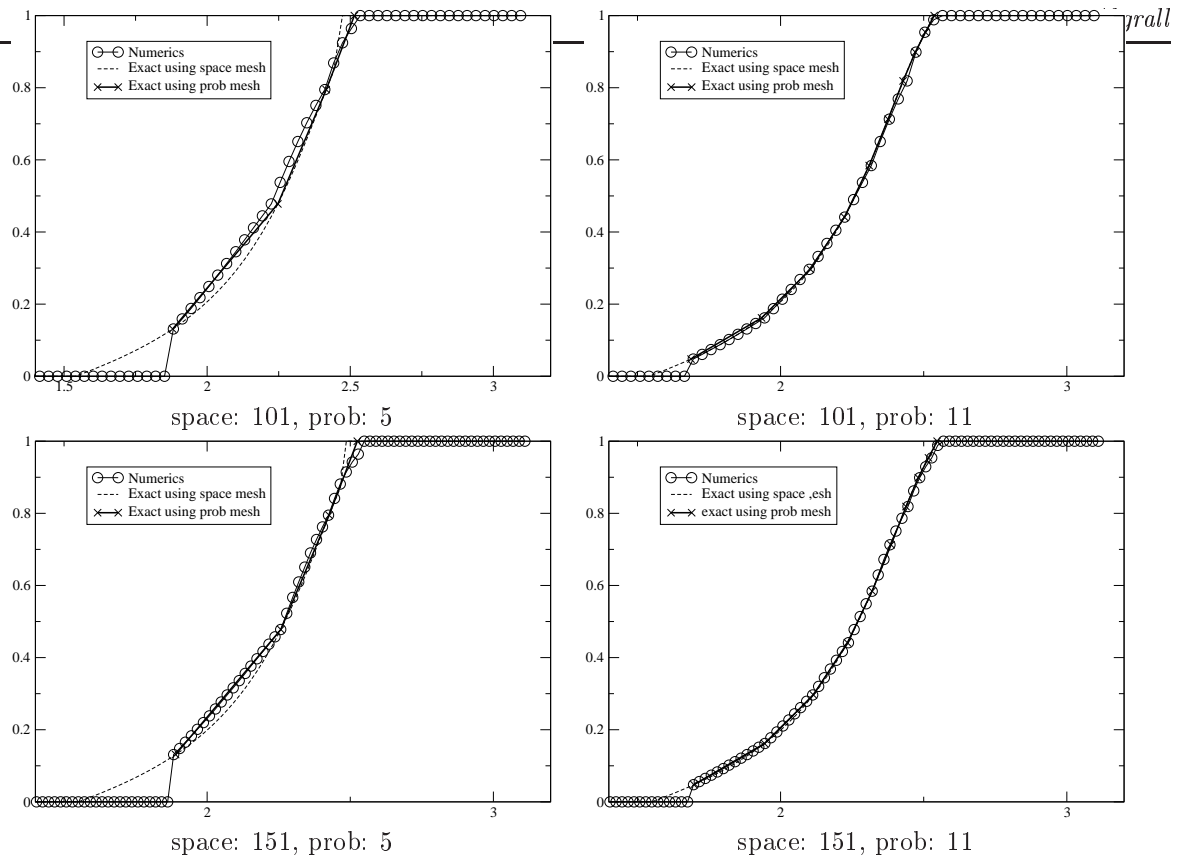 grall
1
0.8
0.6
0.4
0.2
0
Numerics
Exact using space mesh
Exact using prob mesh
1.5 2 2.5 3
space: 101, prob: 5
1
0.8
0.6
0.4
0.2
0
Numerics
Exact using space mesh
Exact using prob mesh
2 3
space: 101, prob: 11
1
0.8
0.6
0.4
0.2
0
Numerics
Exact using space mesh
Exact using prob mesh
2 3
space: 151, prob: 5
1
0.8
0.6
0.4
0.2
0
Numerics
Exact using space ,esh
exact using prob mesh
2 3
space: 151, prob: 11